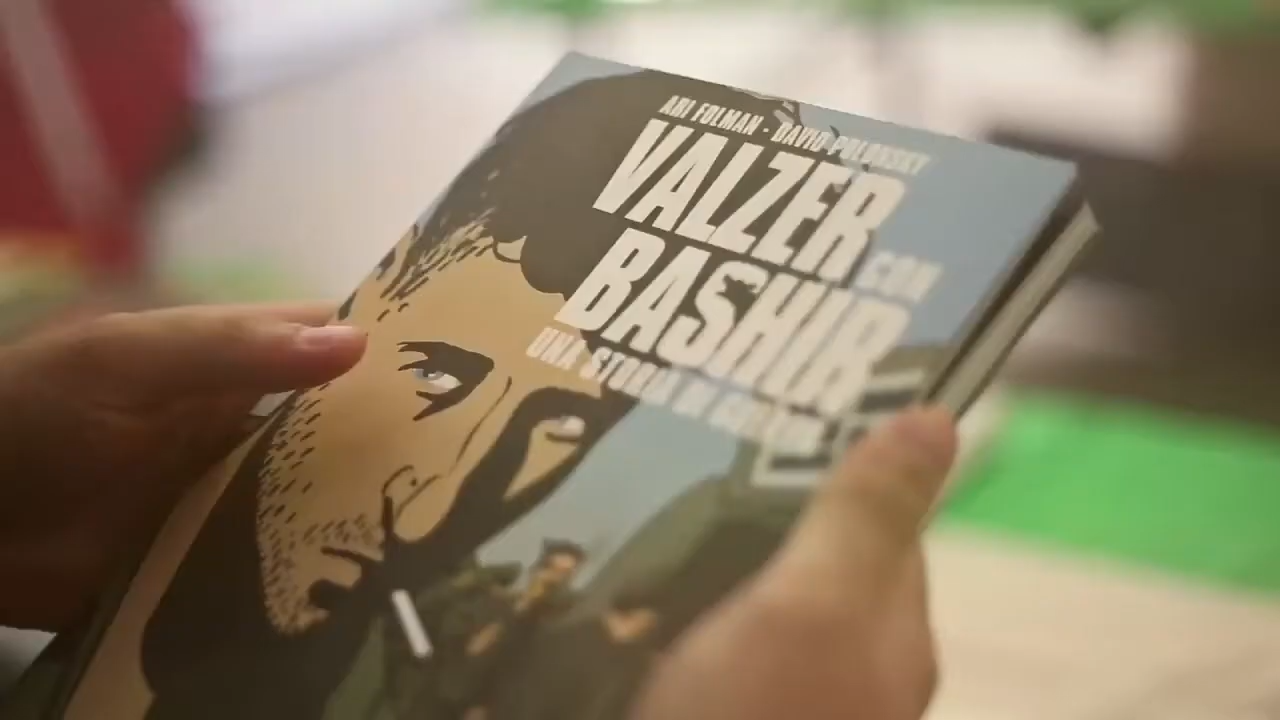 ARI FOLMAN · DAVID POLONSKY
VALZER CON
BASHIR
UNA STORIA DI GUERRA